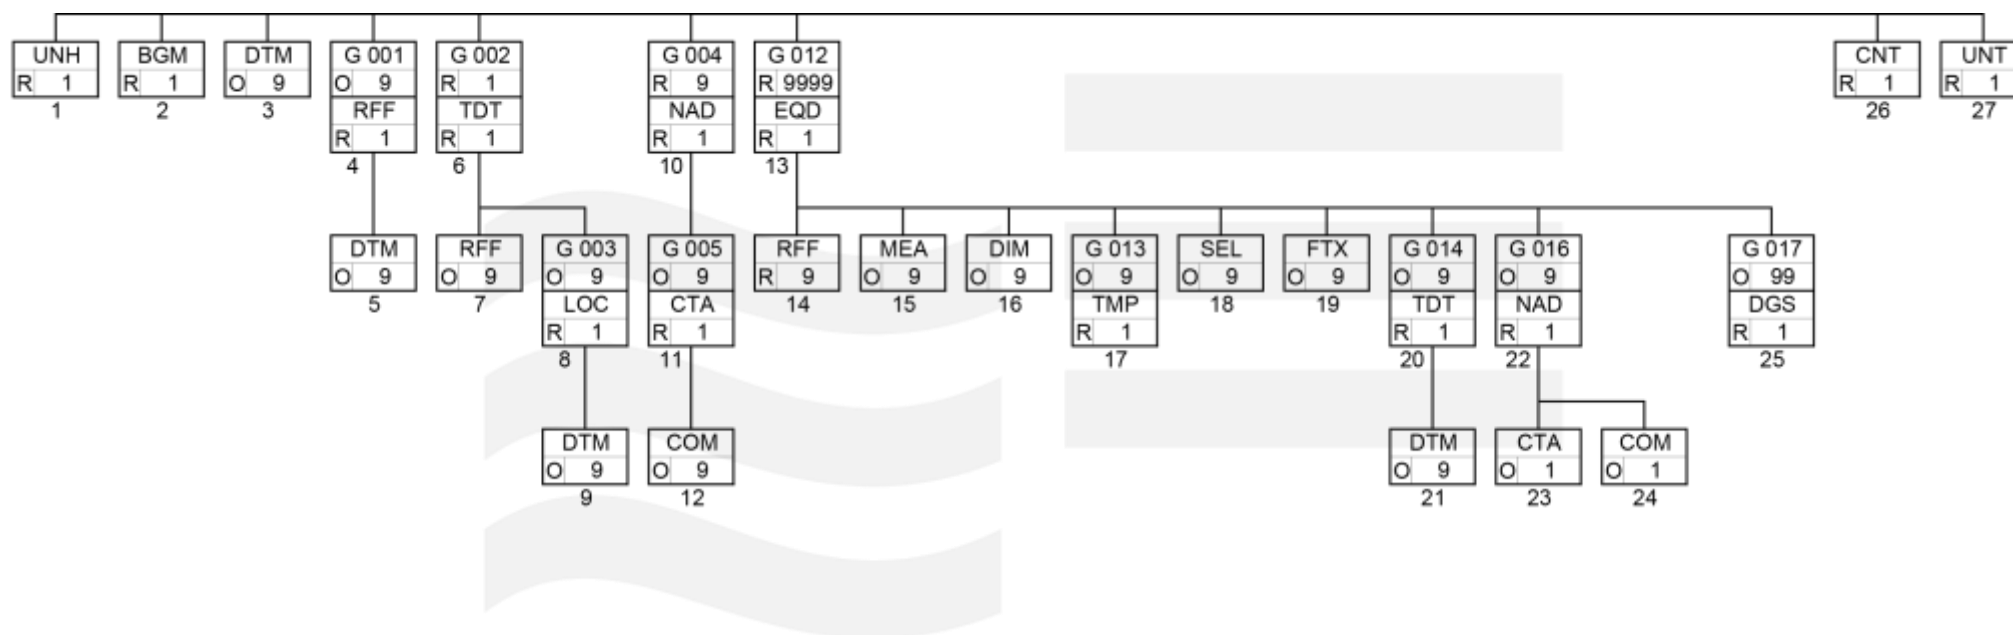 UNH BGM DTM G 001 G 002 G 004 G 012 CNT UNT
R 1 R 1 O 9 O 9 R 1 R 9 R 9999 R 1 R 1
1 2 3 RFF TDT NAD EQD 26 27
R 1 R 1 R 1 R 1
4 6 10 13
DTM RFF G 003 G 005 RFF MEA DIM G 013 SEL FTX G 014 G 016 G 017
O 9 O 9 O 9 O 9 R 9 O 9 O 9 O 9 O 9 O 9 O 9 O 9 O 99
5 7 LOC CTA 14 15 16 TMP 18 19 TDT NAD DGS
R 1 R 1 R 1 R 1 R 1 R 1
8 11 17 20 22 25
DTM COM DTM CTA COM
O 9 O 9 O 9 O 1 O 1
9 12 21 23 24